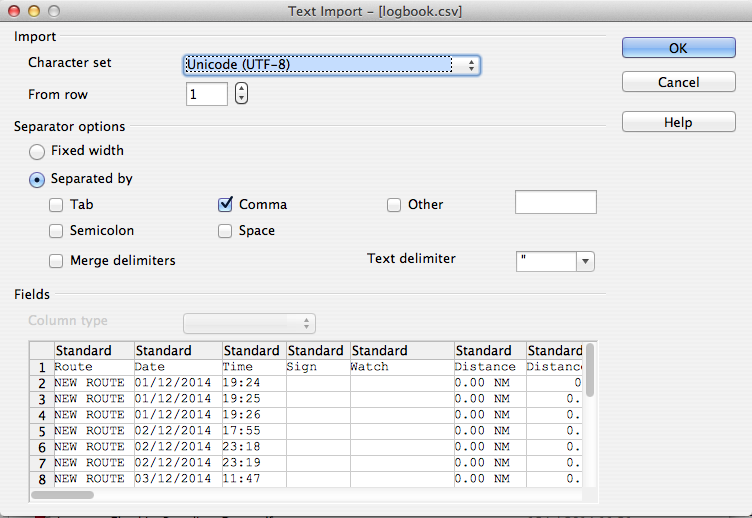 Text Import – [logbook.csv]
Import
Character set Unicode (UTF-8)
From row 1
OK
Cancel
Help
Separator options
Fixed width
Separated by
Tab Comma Other
Semicolon Space
Merge delimiters Text delimiter "
Fields
Column type
Standard Standard Standard Standard Standard Standard Standard
1 Route Date Time Sign Watch Distance Distance
2 NEW ROUTE 01/12/2014 19:24 0.00 NM 0
3 NEW ROUTE 01/12/2014 19:25 0.00 NM 0.
4 NEW ROUTE 01/12/2014 19:26 0.00 NM 0.
5 NEW ROUTE 02/12/2014 17:55 0.00 NM 0.
6 NEW ROUTE 02/12/2014 23:18 0.00 NM 0.
7 NEW ROUTE 02/12/2014 23:19 0.00 NM 0.
8 NEW ROUTE 03/12/2014 11:47 0.00 NM 0.